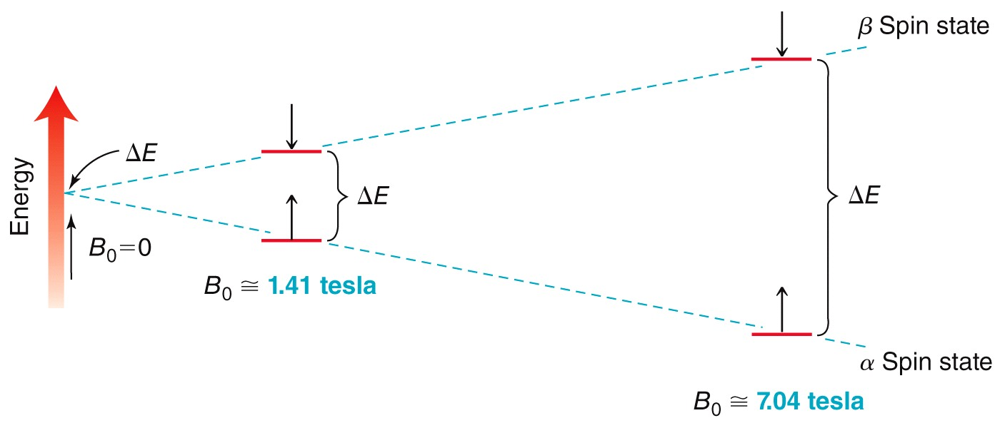 β Spin state
ΔE
ΔE
ΔE
Energy
B₀=0
B₀ ≅ 1.41 tesla
α Spin state
B₀ ≅ 7.04 tesla